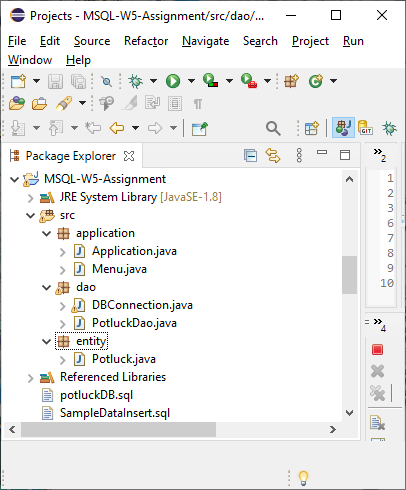 Projects - MSQL-W5-Assignment/src/dao/...
File Edit Source Refactor Navigate Search Project Run
Window Help
GIT
Package Explorer
»2
MSQL-W5-Assignment
JRE System Library [JavaSE-1.8]
src
application
Application.java
Menu.java
dao
DBConnection.java
PotluckDao.java
entity
Potluck.java
Referenced Libraries
potluckDB.sql
SampleDataInsert.sql
1
2
3
6
7
8
9
10
»4